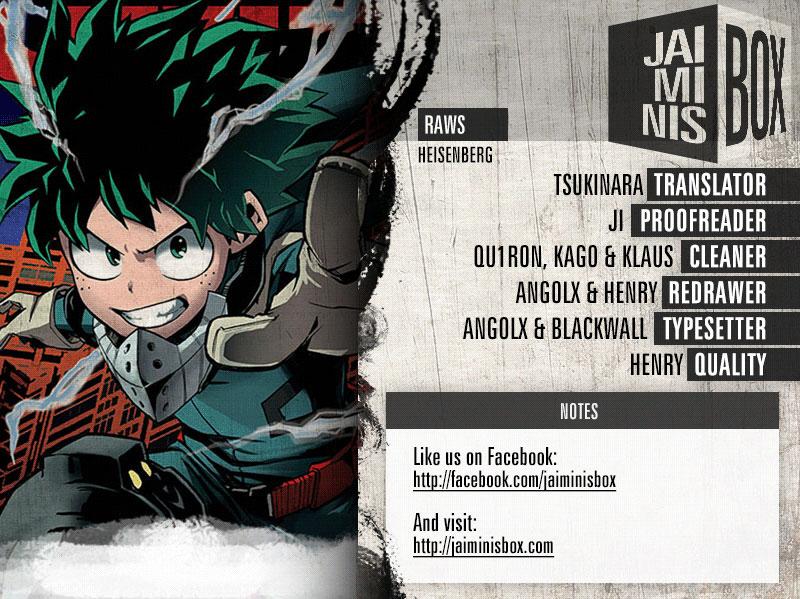 JAI
MI
NIS
BOX
RAWS
HEISENBERG
TSUKINARA TRANSLATOR
JI PROOFREADER
QU1RON, KAGO & KLAUS CLEANER
ANGOLX & HENRY REDRAWER
ANGOLX & BLACKWALL TYPESETTER
HENRY QUALITY
NOTES
Like us on Facebook:
http://facebook.com/jaiminisbox
And visit:
http://jaiminisbox.com